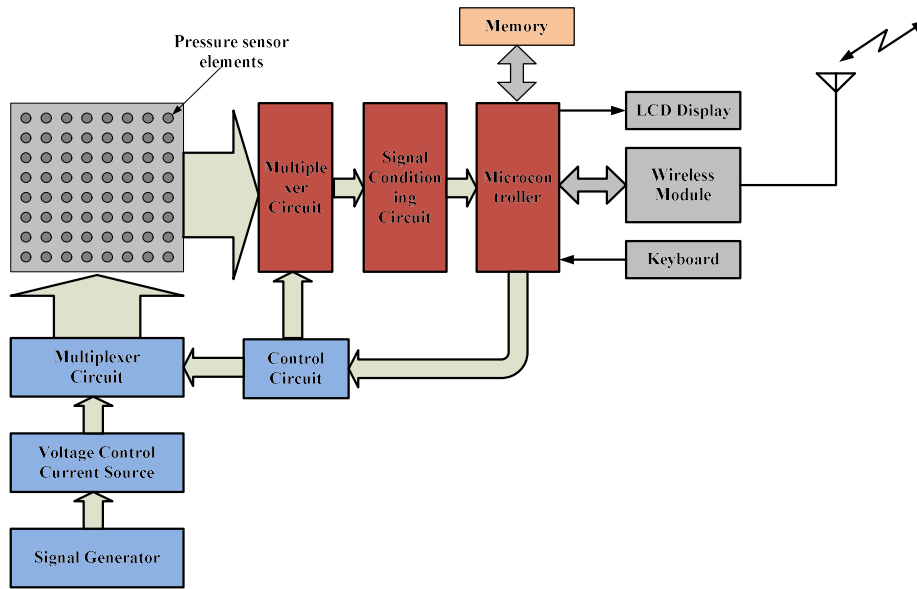 Memory
Pressure sensor
elements
LCD Display
Multiple
xer
Circuit
Signal
Condition
ing
Circuit
Microcon
troller
Wireless
Module
Keyboard
Multiplexer
Circuit
Control
Circuit
Voltage Control
Current Source
Signal Generator